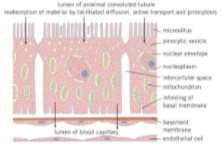 lumen of proximal convoluted tubule
reabsorption of material by facilitated diffusion, active transport and pinocytosis
microvillus
pinocytic vesicle
nuclear envelope
nucleoplasm
intercellular space
mitochondrion
infolding of
basal membrane
basement
membrane
endothelial cell
lumen of blood capillary